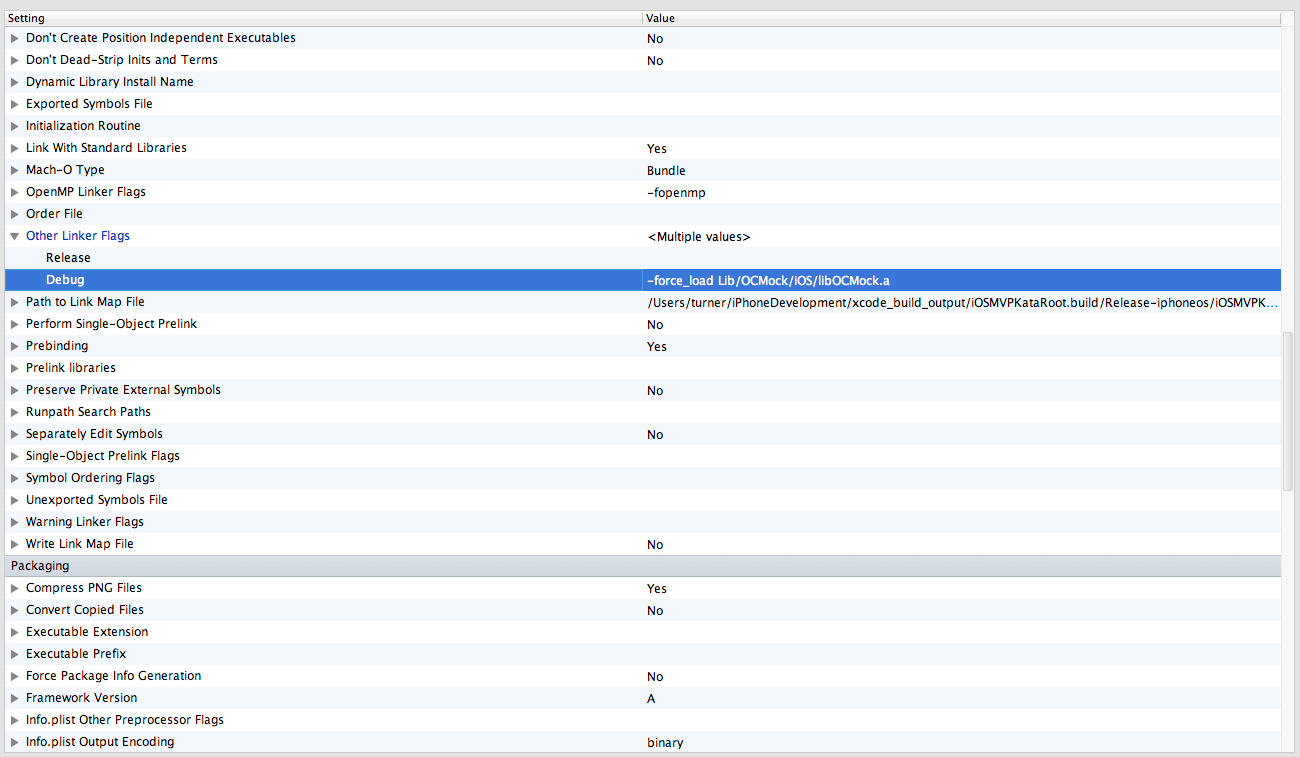 Setting Value
Don't Create Position Independent Executables No
Don't Dead-Strip Inits and Terms No
Dynamic Library Install Name
Exported Symbols File
Initialization Routine
Link With Standard Libraries Yes
Mach-O Type Bundle
OpenMP Linker Flags -fopenmp
Order File
Other Linker Flags <Multiple values>
Release
Debug -force_load Lib/OCMock/iOS/libOCMock.a
Path to Link Map File /Users/turner/iPhoneDevelopment/xcode_build_output/iOSMVPKataRoot.build/Release-iphoneos/iOSMVPK...
Perform Single-Object Prelink No
Prebinding Yes
Prelink libraries
Preserve Private External Symbols No
Runpath Search Paths
Separately Edit Symbols No
Single-Object Prelink Flags
Symbol Ordering Flags
Unexported Symbols File
Warning Linker Flags
Write Link Map File No
Packaging
Compress PNG Files Yes
Convert Copied Files No
Executable Extension
Executable Prefix
Force Package Info Generation No
Framework Version A
Info.plist Other Preprocessor Flags
Info.plist Output Encoding binary